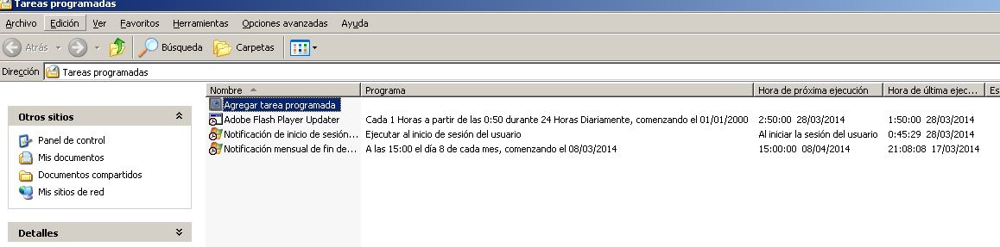 Tareas programadas
Archivo Edición Ver Favoritos Herramientas Opciones avanzadas Ayuda
Atrás Búsqueda Carpetas
Dirección Tareas programadas
Nombre Programa Hora de próxima ejecución Hora de última ejec... Es
Agregar tarea programada
Adobe Flash Player Updater Cada 1 Horas a partir de las 0:50 durante 24 Horas Diariamente, comenzando el 01/01/2000 2:50:00 28/03/2014 1:50:00 28/03/2014
Notificación de inicio de sesión... Ejecutar al inicio de sesión del usuario Al iniciar la sesión del usuario 0:45:29 28/03/2014
Notificación mensual de fin de... A las 15:00 el día 8 de cada mes, comenzando el 08/03/2014 15:00:00 08/04/2014 21:08:08 17/03/2014
Otros sitios
Panel de control
Mis documentos
Documentos compartidos
Mis sitios de red
Detalles